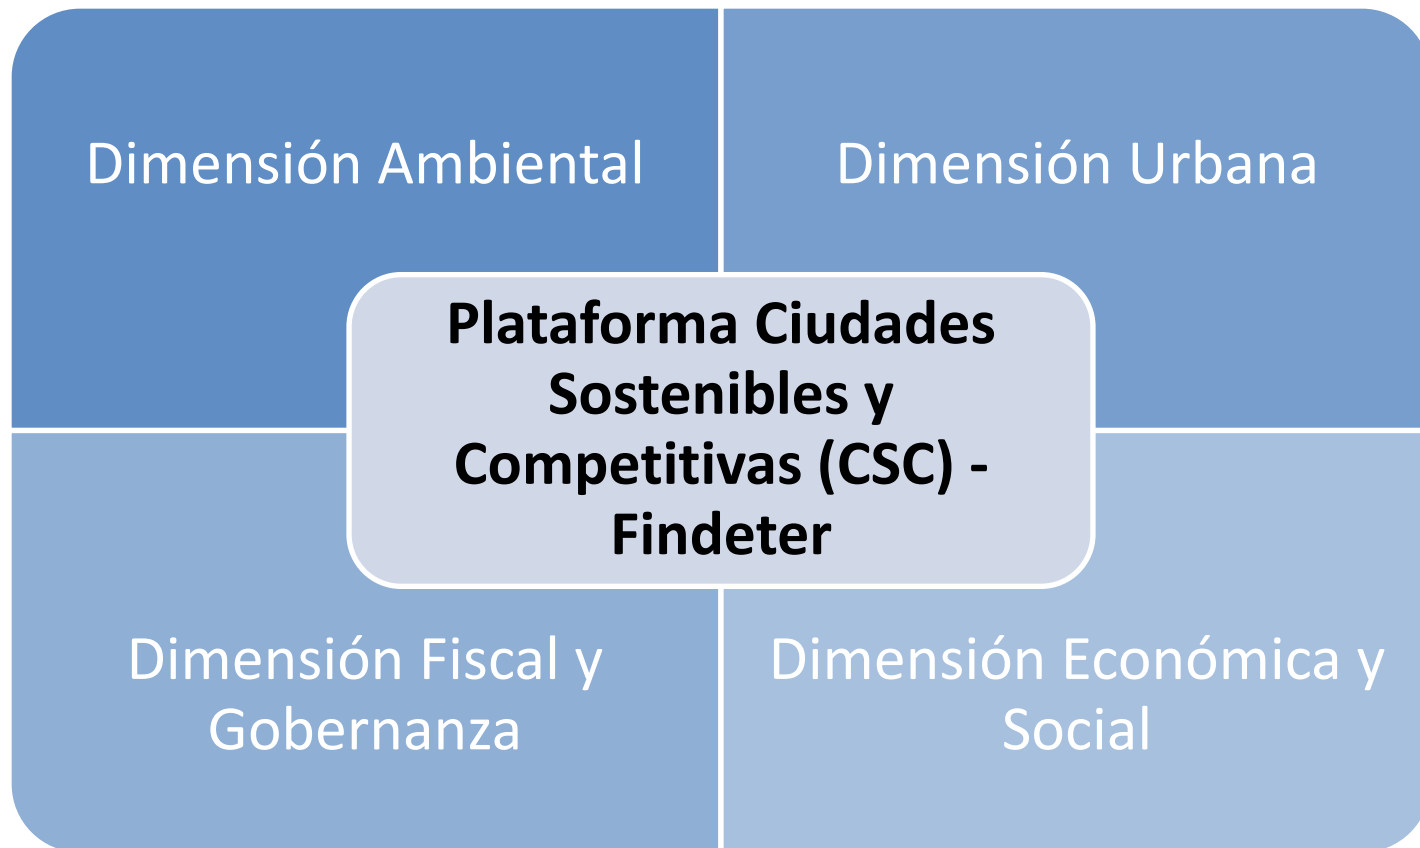 Dimensión Ambiental
Dimensión Urbana
Plataforma Ciudades
Sostenibles y
Competitivas (CSC) -
Findeter
Dimensión Fiscal y
Gobernanza
Dimensión Económica y
Social